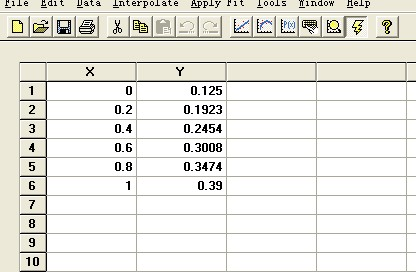 File Edit Data Interpolate Apply Fit Tools Window Help
X Y
1 0 0.125
2 0.2 0.1923
3 0.4 0.2454
4 0.6 0.3008
5 0.8 0.3474
6 1 0.39
7
8
9
10